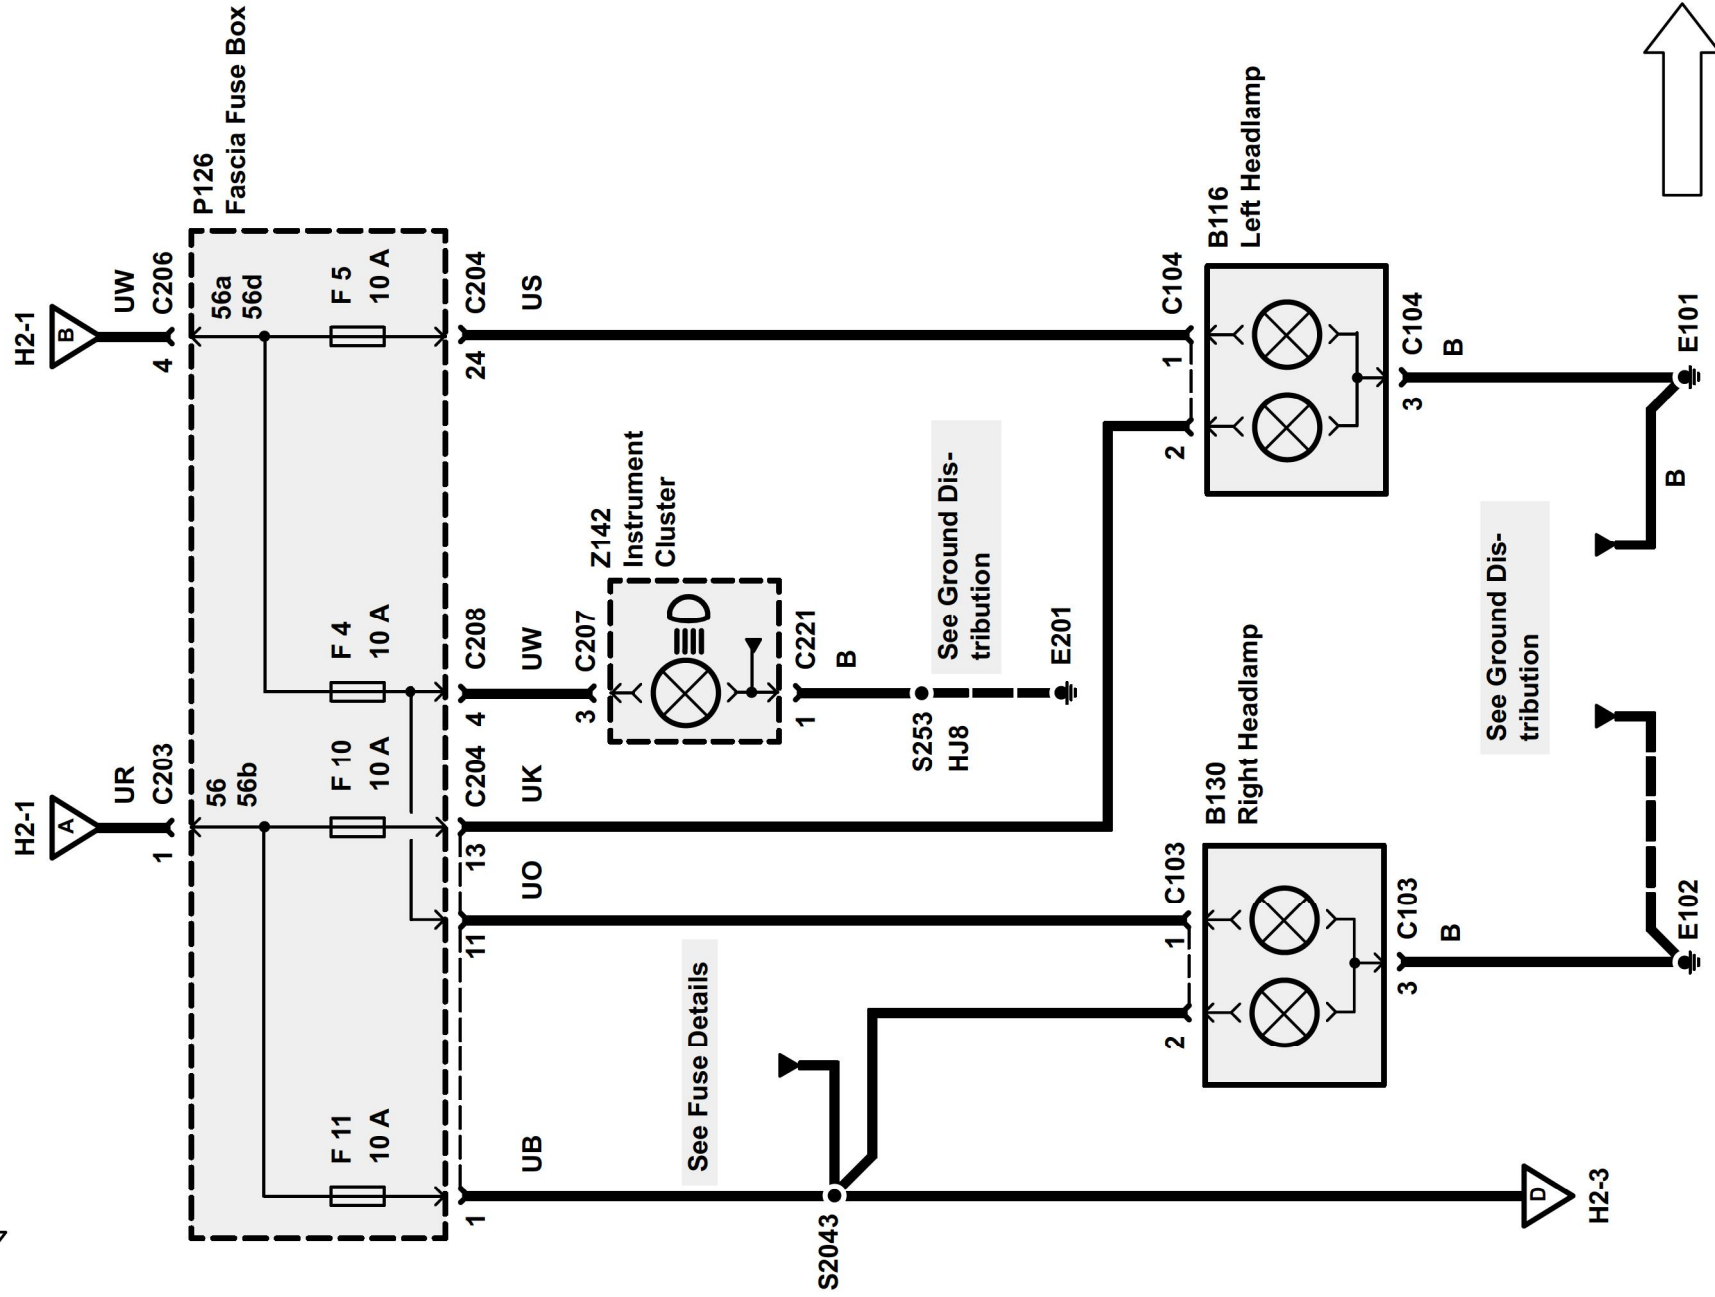 H2-1
A
UR
C203
1
H2-1
B
UW
C206
4
P126
Fascia Fuse Box
56
56b
56a
56d
F 11
10 A
F 10
10 A
F 4
10 A
F 5
10 A
1
UB
11
UO
13
C204
UK
4
C208
UW
24
C204
US
3
C207
Z142
Instrument
Cluster
1
C221
B
S253
HJ8
See Ground Dis-
tribution
E201
See Fuse Details
S2043
2
1
C103
B130
Right Headlamp
3
C103
B
2
1
C104
B116
Left Headlamp
3
C104
B
See Ground Dis-
tribution
B
D
H2-3
E102
E101